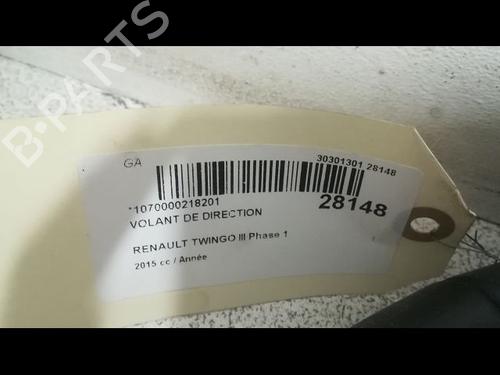 B-PARTS
GA
30301301 28148
*1070000218201
28148
VOLANT DE DIRECTION
RENAULT TWINGO III Phase 1
2015 cc / Année